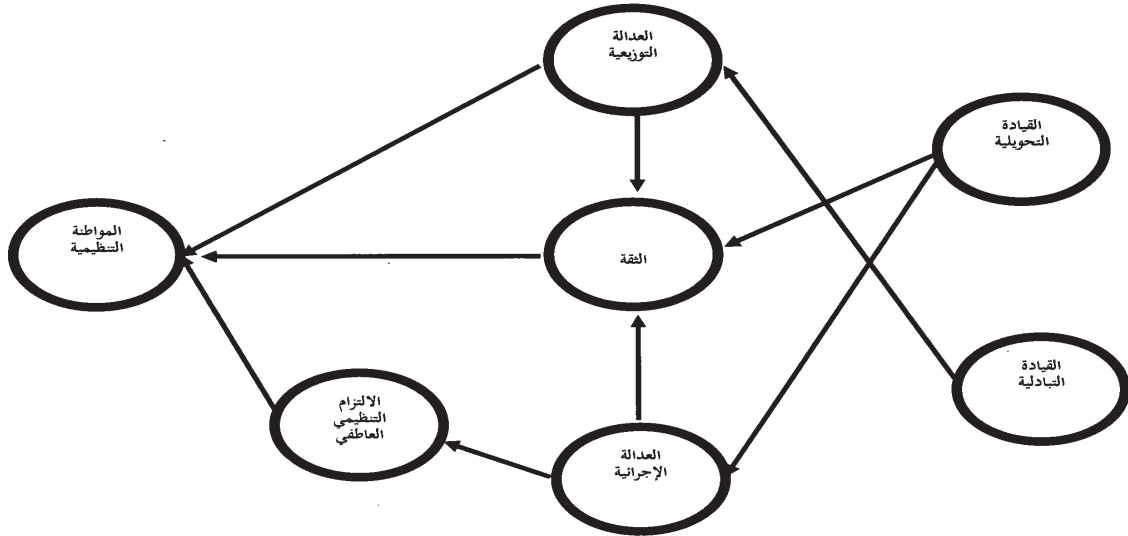 العدالة
التوزيعية
القيادة
التحويلية
المواطنة
التنظيمية
الثقة
القيادة
التبادلية
الالتزام
التنظيمي
العاطفي
العدالة
الإجرائية